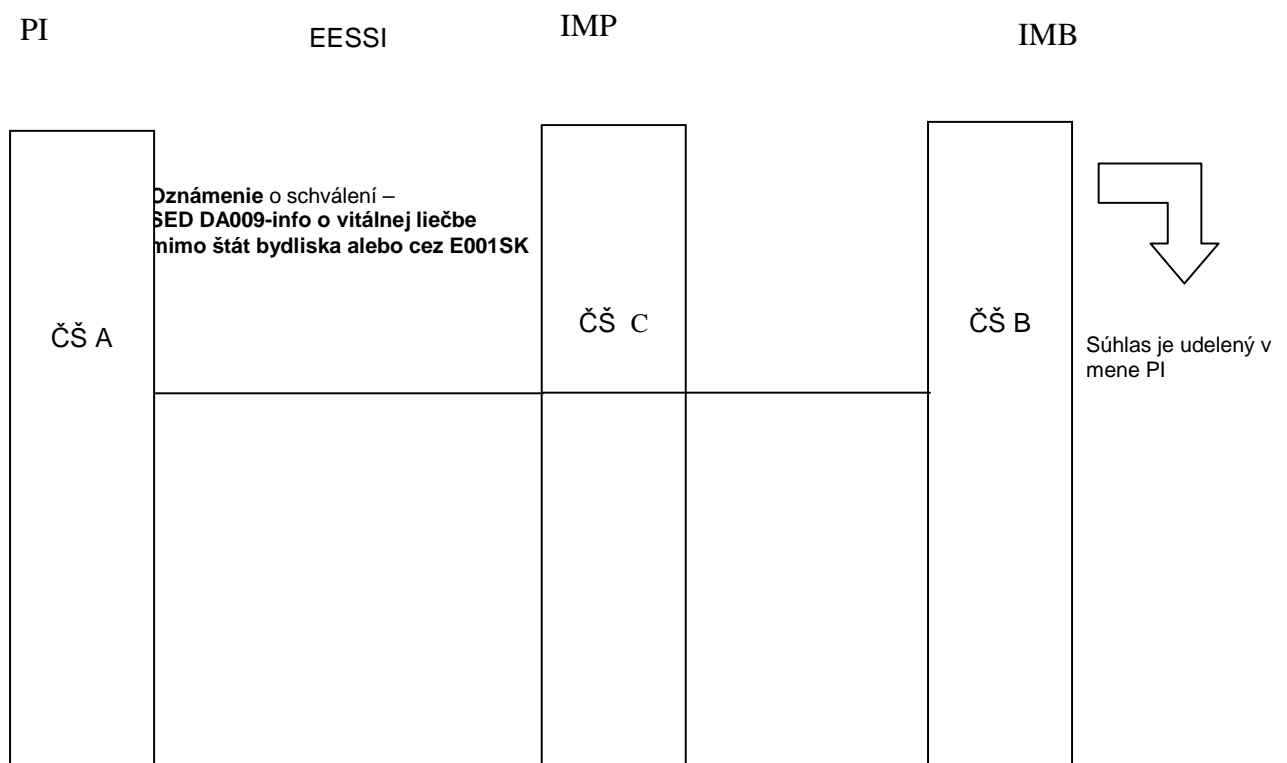 PI
EESSI
IMP
IMB
Oznámenie o schválení –
SED DA009-info o vitálnej liečbe
mimo štát bydliska alebo cez E001SK
ČŠ A
ČŠ C
ČŠ B
Súhlas je udelený v
mene PI